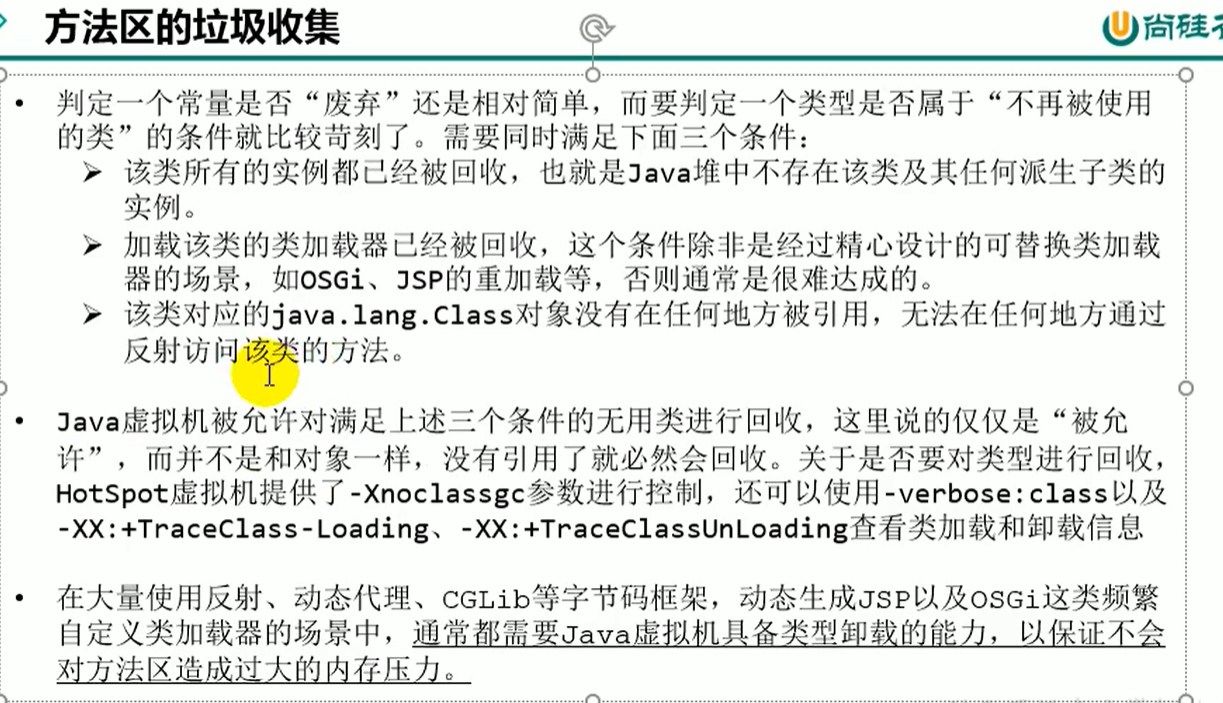 方法区的垃圾收集
尚硅
• 判定一个常量是否“废弃”还是相对简单，而要判定一个类型是否属于“不再被使用
的类”的条件就比较苛刻了。需要同时满足下面三个条件：
➢ 该类所有的实例都已经被回收，也就是Java堆中不存在该类及其任何派生子类的
实例。
➢ 加载该类的类加载器已经被回收，这个条件除非是经过精心设计的可替换类加载
器的场景，如OSGi、JSP的重加载等，否则通常是很难达成的。
➢ 该类对应的java.lang.Class对象没有在任何地方被引用，无法在任何地方通过
反射访问该类的方法。
• Java虚拟机被允许对满足上述三个条件的无用类进行回收，这里说的仅仅是“被允
许”，而并不是和对象一样，没有引用了就必然会回收。关于是否要对类型进行回收，
HotSpot虚拟机提供了-Xnoclassgc参数进行控制，还可以使用-verbose:class以及
-XX:+TraceClass-Loading、-XX:+TraceClassUnLoading查看类加载和卸载信息
• 在大量使用反射、动态代理、CGLib等字节码框架，动态生成JSP以及OSGi这类频繁
自定义类加载器的场景中，通常都需要Java虚拟机具备类型卸载的能力，以保证不会
对方法区造成过大的内存压力。